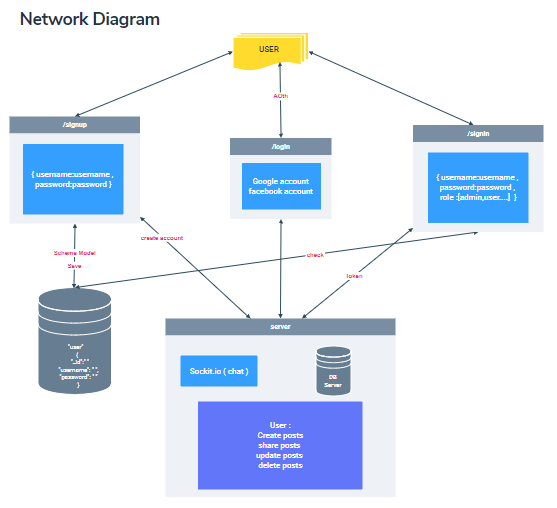 Network Diagram
USER
AOth
/signup
/login
/signin
{ username:username ,
password:password }
Google account
facebook account
{ username:username ,
password:password ,
role :[admin,user....] }
create account
Schema Model
Save
check
token
"user"
{
"_id":" "
"username": " ",
"password": " "
}
server
Sockit.io ( chat )
DB
Server
User :
Create posts
share posts
update posts
delete posts